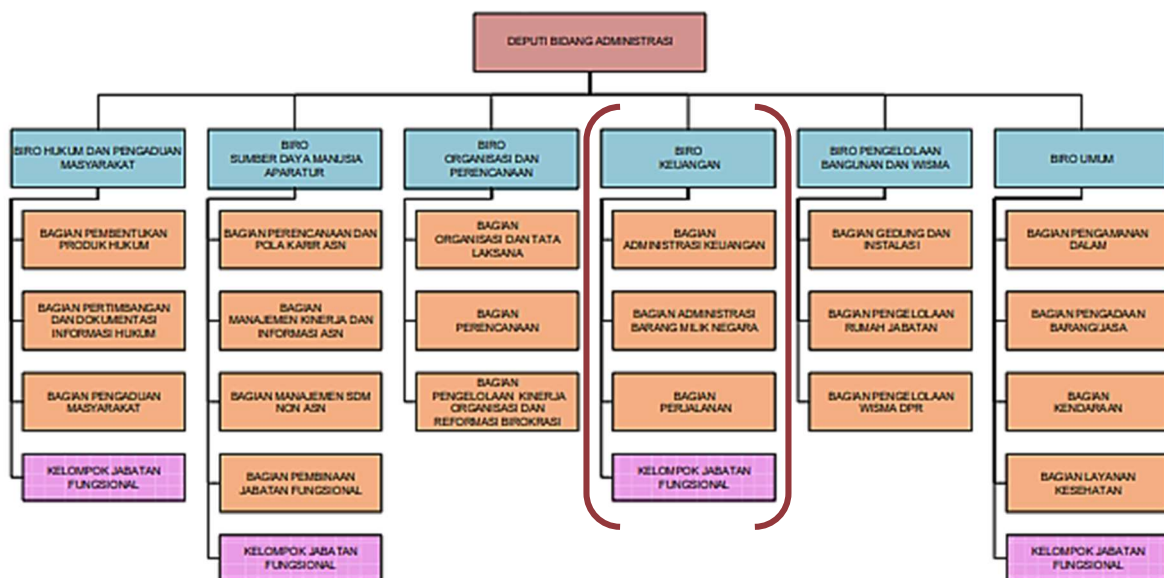 DEPUTI BIDANG ADMINISTRASI
BIRO HUKUM DAN PENGADUAN
MASYARAKAT
BAGIAN PEMBENTUKAN
PRODUK HUKUM
BAGIAN PERTIMBANGAN
DAN DOKUMENTASI
INFORMASI HUKUM
BAGIAN PENGADUAN
MASYARAKAT
KELOMPOK JABATAN
FUNGSIONAL
BIRO
SUMBER DAYA MANUSIA
APARATUR
BAGIAN PERENCANAAN DAN
POLA KARIR ASN
BAGIAN
MANAJEMEN KINERJA DAN
INFORMASI ASN
BAGIAN MANAJEMEN SDM
NON ASN
BAGIAN PEMBINAAN
JABATAN FUNGSIONAL
KELOMPOK JABATAN
FUNGSIONAL
BIRO
ORGANISASI DAN
PERENCANAAN
BAGIAN
ORGANISASI DAN TATA
LAKSANA
BAGIAN
PERENCANAAN
BAGIAN
PENGELOLAAN KINERJA
ORGANISASI DAN
REFORMASI BIROKRASI
BIRO
KEUANGAN
BAGIAN
ADMINISTRASI KEUANGAN
BAGIAN ADMINISTRASI
BARANG MILIK NEGARA
BAGIAN
PERJALANAN
KELOMPOK JABATAN
FUNGSIONAL
BIRO PENGELOLAAN
BANGUNAN DAN WISMA
BAGIAN GEDUNG DAN
INSTALASI
BAGIAN PENGELOLAAN
RUMAH JABATAN
BAGIAN PENGELOLAAN
WISMA DPR
BIRO UMUM
BAGIAN PENGAMANAN
DALAM
BAGIAN PENGADAAN
BARANG/JASA
BAGIAN
KENDARAAN
BAGIAN LAYANAN
KESEHATAN
KELOMPOK JABATAN
FUNGSIONAL